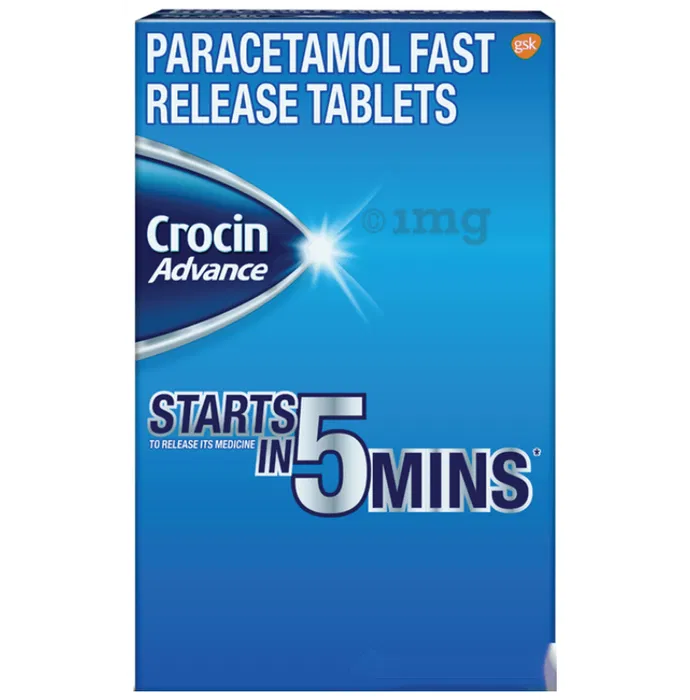 PARACETAMOL FAST
gsk
RELEASE TABLETS
©1mg
Crocin
Advance
STARTS
TO RELEASE ITS MEDICINE
IN 5 MINS*